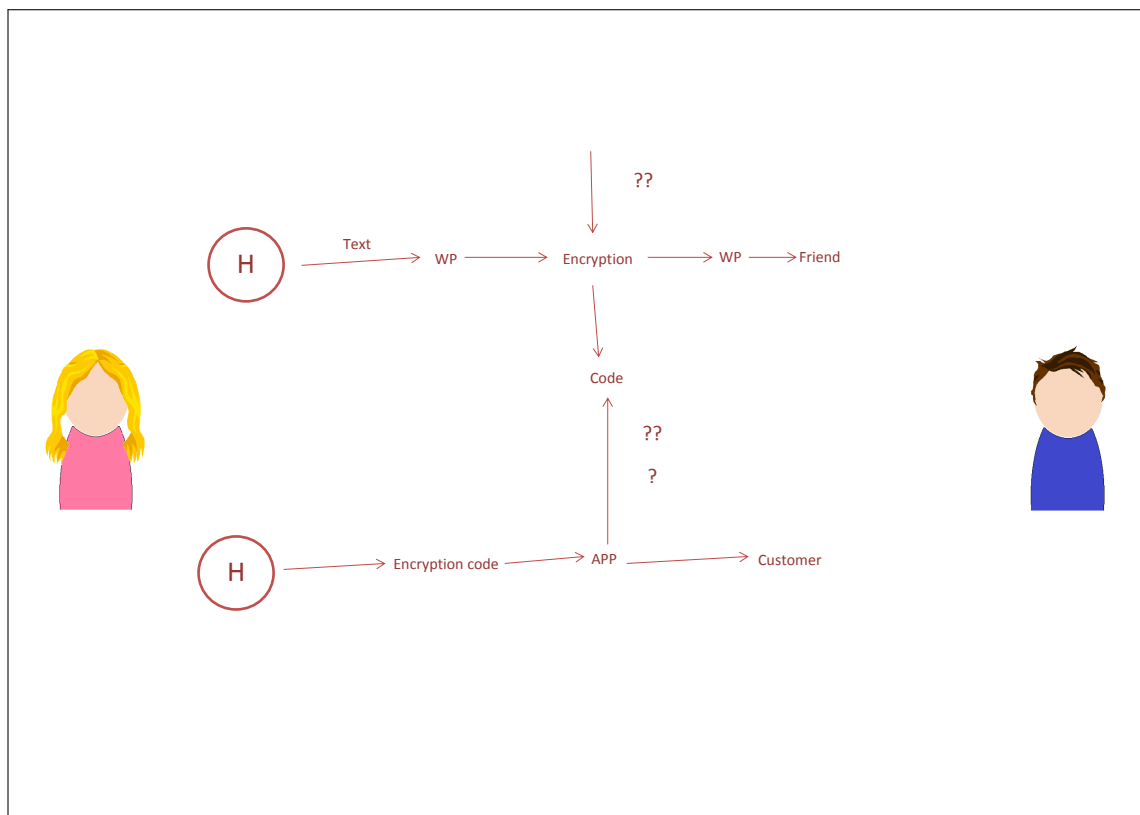 ??
Text
H
WP
Encryption
WP
Friend
Code
??
?
H
Encryption code
APP
Customer